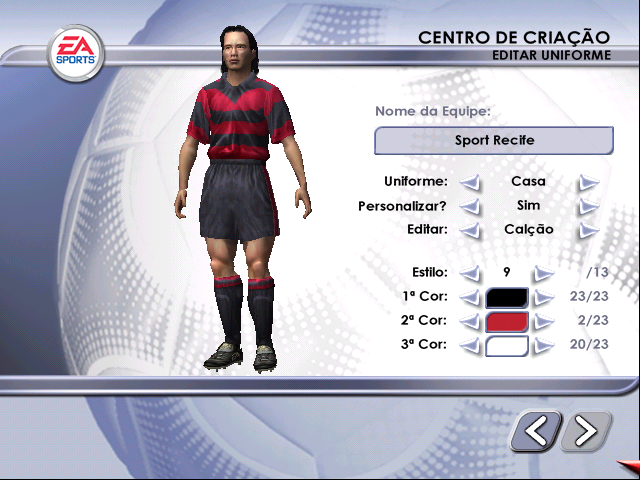 EA
SPORTS
CENTRO DE CRIAÇÃO
EDITAR UNIFORME
Nome da Equipe:
Sport Recife
Uniforme: Casa
Personalizar? Sim
Editar: Calção
Estilo: 9 /13
1ª Cor: 23/23
2ª Cor: 2/23
3ª Cor: 20/23